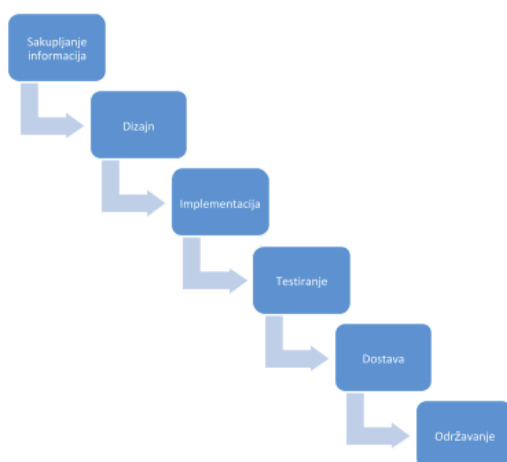 Sakupljanje
informacija
Dizajn
Implementacija
Testiranje
Dostava
Održavanje